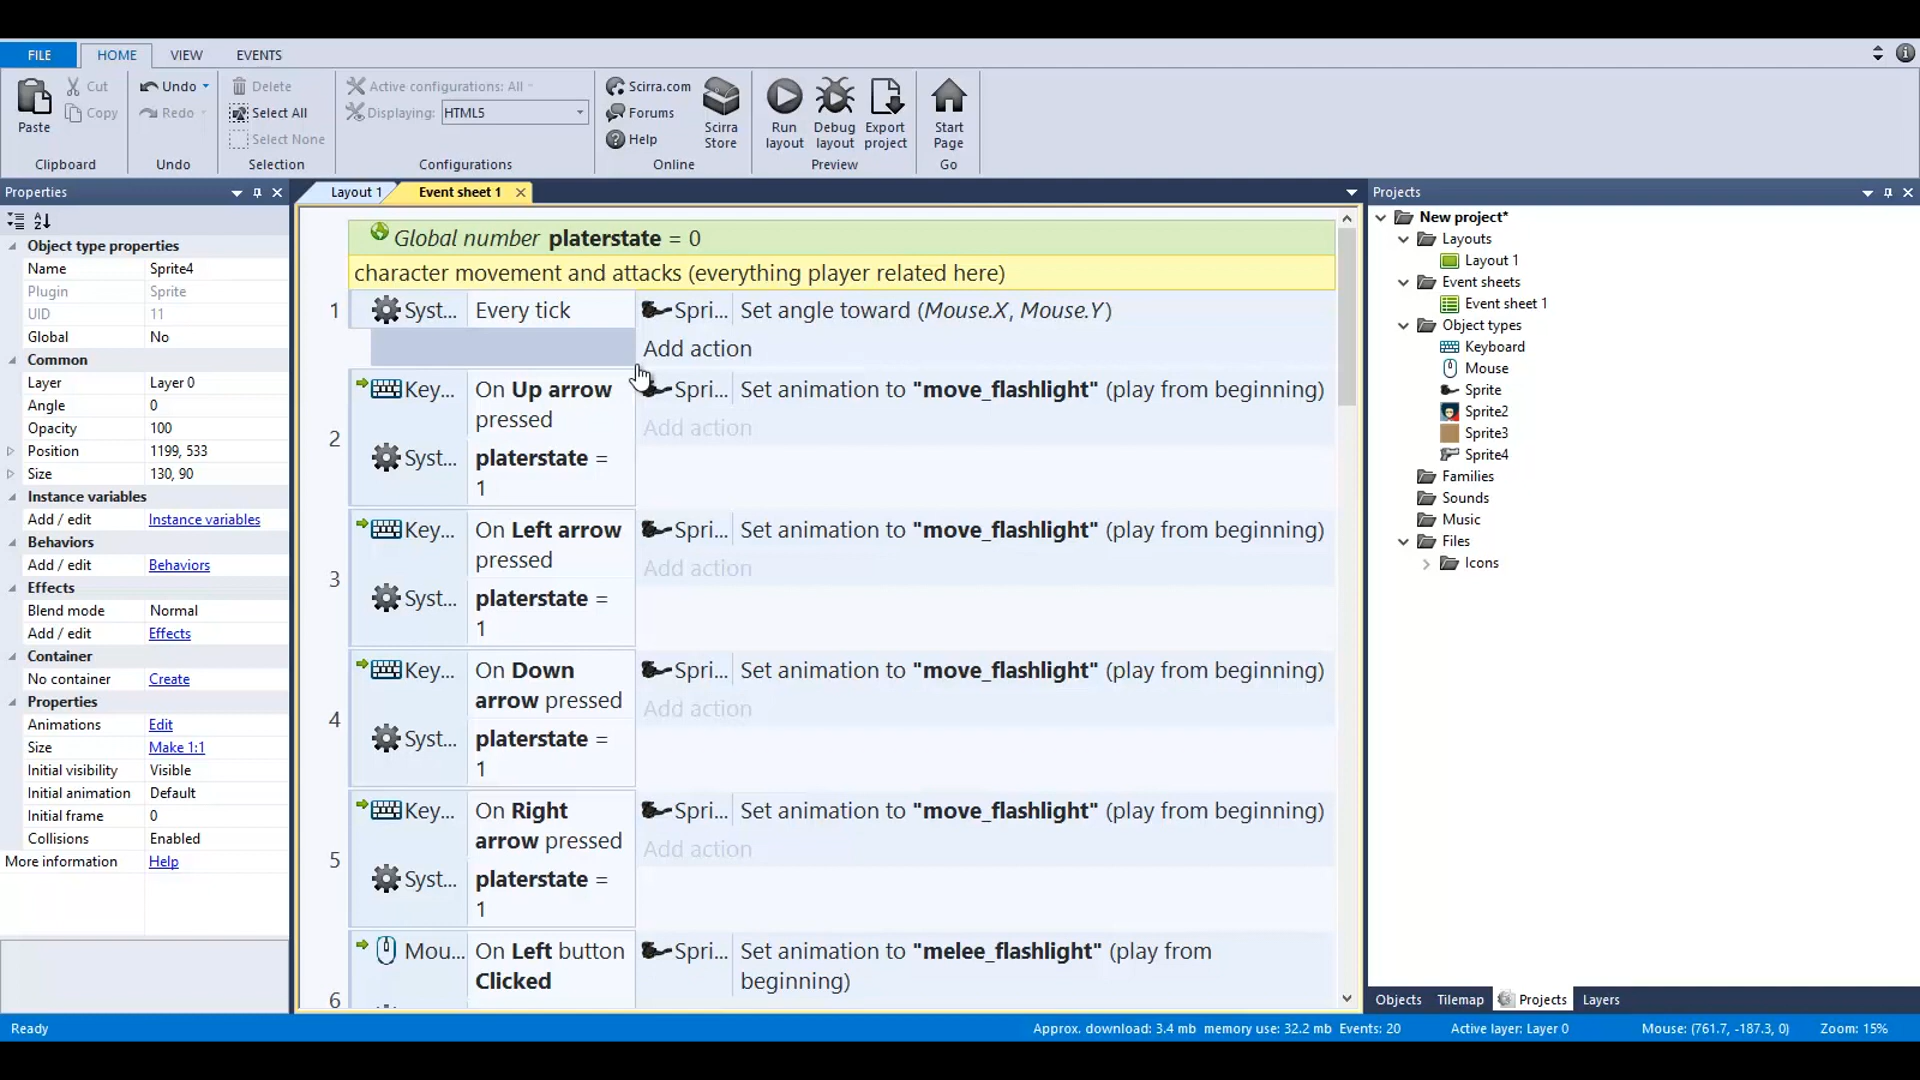 FILE HOME VIEW EVENTS
Paste Cut Copy Clipboard
Undo Redo Undo
Delete Select All Select None Selection
Active configurations: All
Displaying: HTML5
Configurations
Scirra.com Forums Help Scirra Store Online
Run layout Debug layout Export project Preview
Start Page Go
Properties
Object type properties
Name Sprite4
Plugin Sprite
UID 11
Global No
Common
Layer Layer 0
Angle 0
Opacity 100
Position 1199, 533
Size 130, 90
Instance variables
Add / edit Instance variables
Behaviors
Add / edit Behaviors
Effects
Blend mode Normal
Add / edit Effects
Container
No container Create
Properties
Animations Edit
Size Make 1:1
Initial visibility Visible
Initial animation Default
Initial frame 0
Collisions Enabled
More information Help
Layout 1 Event sheet 1
Global number platerstate = 0
character movement and attacks (everything player related here)
1 Syst... Every tick Spri... Set angle toward (Mouse.X, Mouse.Y)
Add action
2 Key... On Up arrow pressed Spri... Set animation to "move_flashlight" (play from beginning)
Add action
Syst... platerstate = 1
3 Key... On Left arrow pressed Spri... Set animation to "move_flashlight" (play from beginning)
Add action
Syst... platerstate = 1
4 Key... On Down arrow pressed Spri... Set animation to "move_flashlight" (play from beginning)
Add action
Syst... platerstate = 1
5 Key... On Right arrow pressed Spri... Set animation to "move_flashlight" (play from beginning)
Add action
Syst... platerstate = 1
6 Mou... On Left button Clicked Spri... Set animation to "melee_flashlight" (play from beginning)
Projects
New project*
Layouts
Layout 1
Event sheets
Event sheet 1
Object types
Keyboard
Mouse
Sprite
Sprite2
Sprite3
Sprite4
Families
Sounds
Music
Files
Icons
Objects Tilemap Projects Layers
Ready Approx. download: 3.4 mb memory use: 32.2 mb Events: 20 Active layer: Layer 0 Mouse: (761.7, -187.3, 0) Zoom: 15%